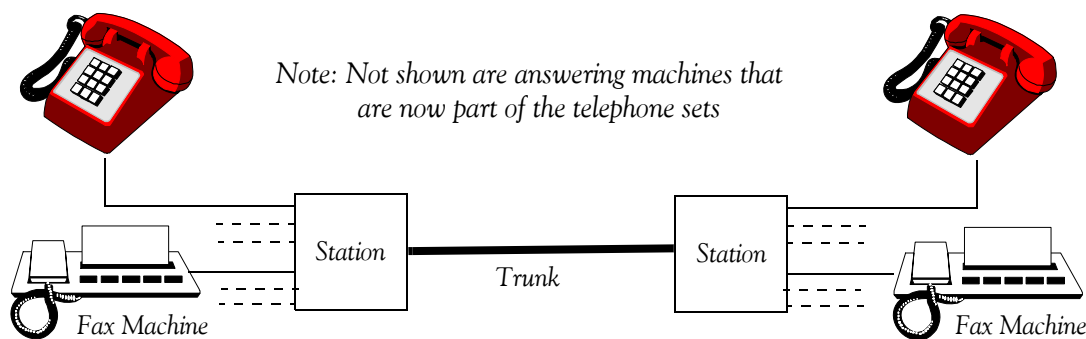 Note: Not shown are answering machines that
are now part of the telephone sets
Station
Station
Trunk
Fax Machine
Fax Machine